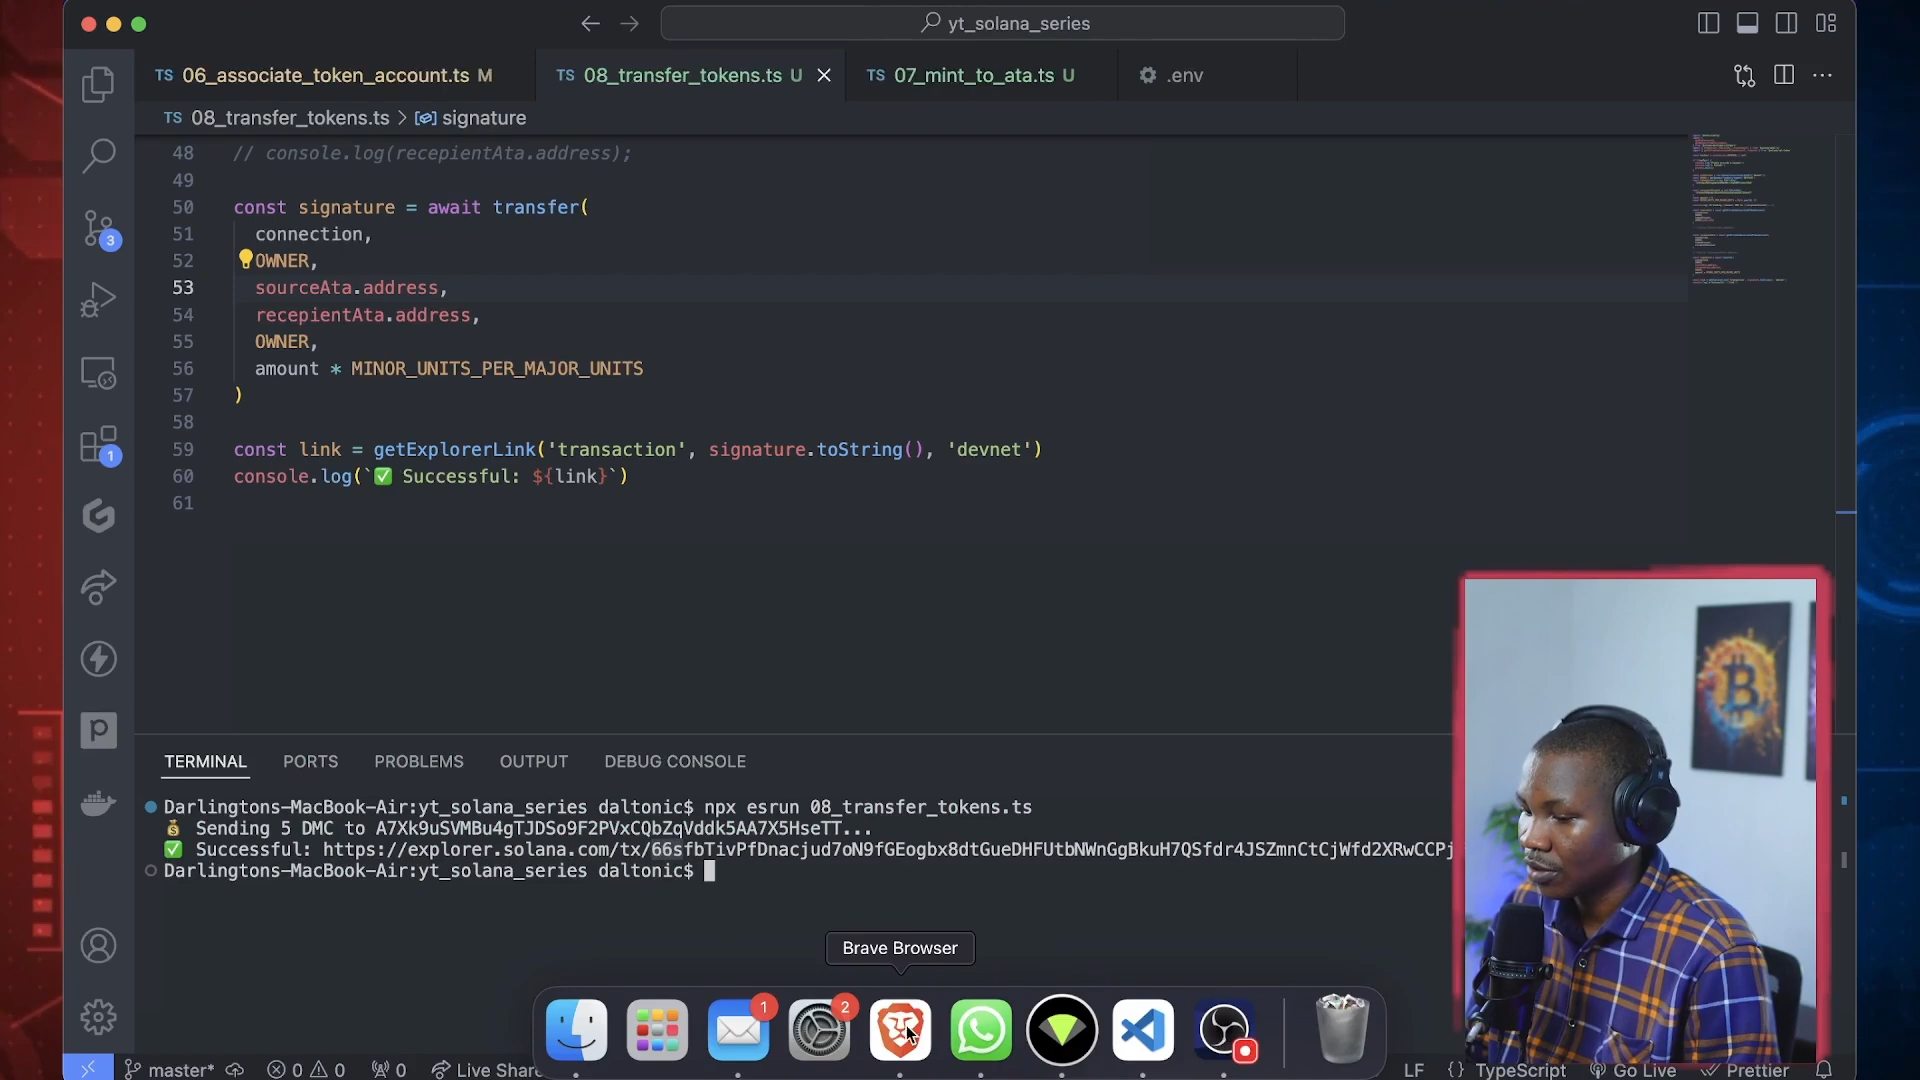 yt_solana_series
TS 06_associate_token_account.ts M
TS 08_transfer_tokens.ts U
TS 07_mint_to_ata.ts U
.env
TS 08_transfer_tokens.ts > signature
48 // console.log(recepientAta.address);
49
50 const signature = await transfer(
51 connection,
52 OWNER,
53 sourceAta.address,
54 recepientAta.address,
55 OWNER,
56 amount * MINOR_UNITS_PER_MAJOR_UNITS
57 )
58
59 const link = getExplorerLink('transaction', signature.toString(), 'devnet')
60 console.log(`✅ Successful: ${link}`)
61
3
1
TERMINAL PORTS PROBLEMS OUTPUT DEBUG CONSOLE
Darlingtons-MacBook-Air:yt_solana_series daltonic$ npx esrun 08_transfer_tokens.ts
💰 Sending 5 DMC to A7Xk9uSVMBu4gTJDSo9F2PVxCQbZqVddk5AA7X5HseTT...
✅ Successful: https://explorer.solana.com/tx/66sfbTivPfDnacjud7oN9fGEogbx8dtGueDHFUtbNWnGgBkuH7QSfdr4JSZmnCtCjWfd2XRwCCPj
Darlingtons-MacBook-Air:yt_solana_series daltonic$
Brave Browser
1
2
master* 0 0 0 Live Share
LF {} TypeScript Go Live Prettier